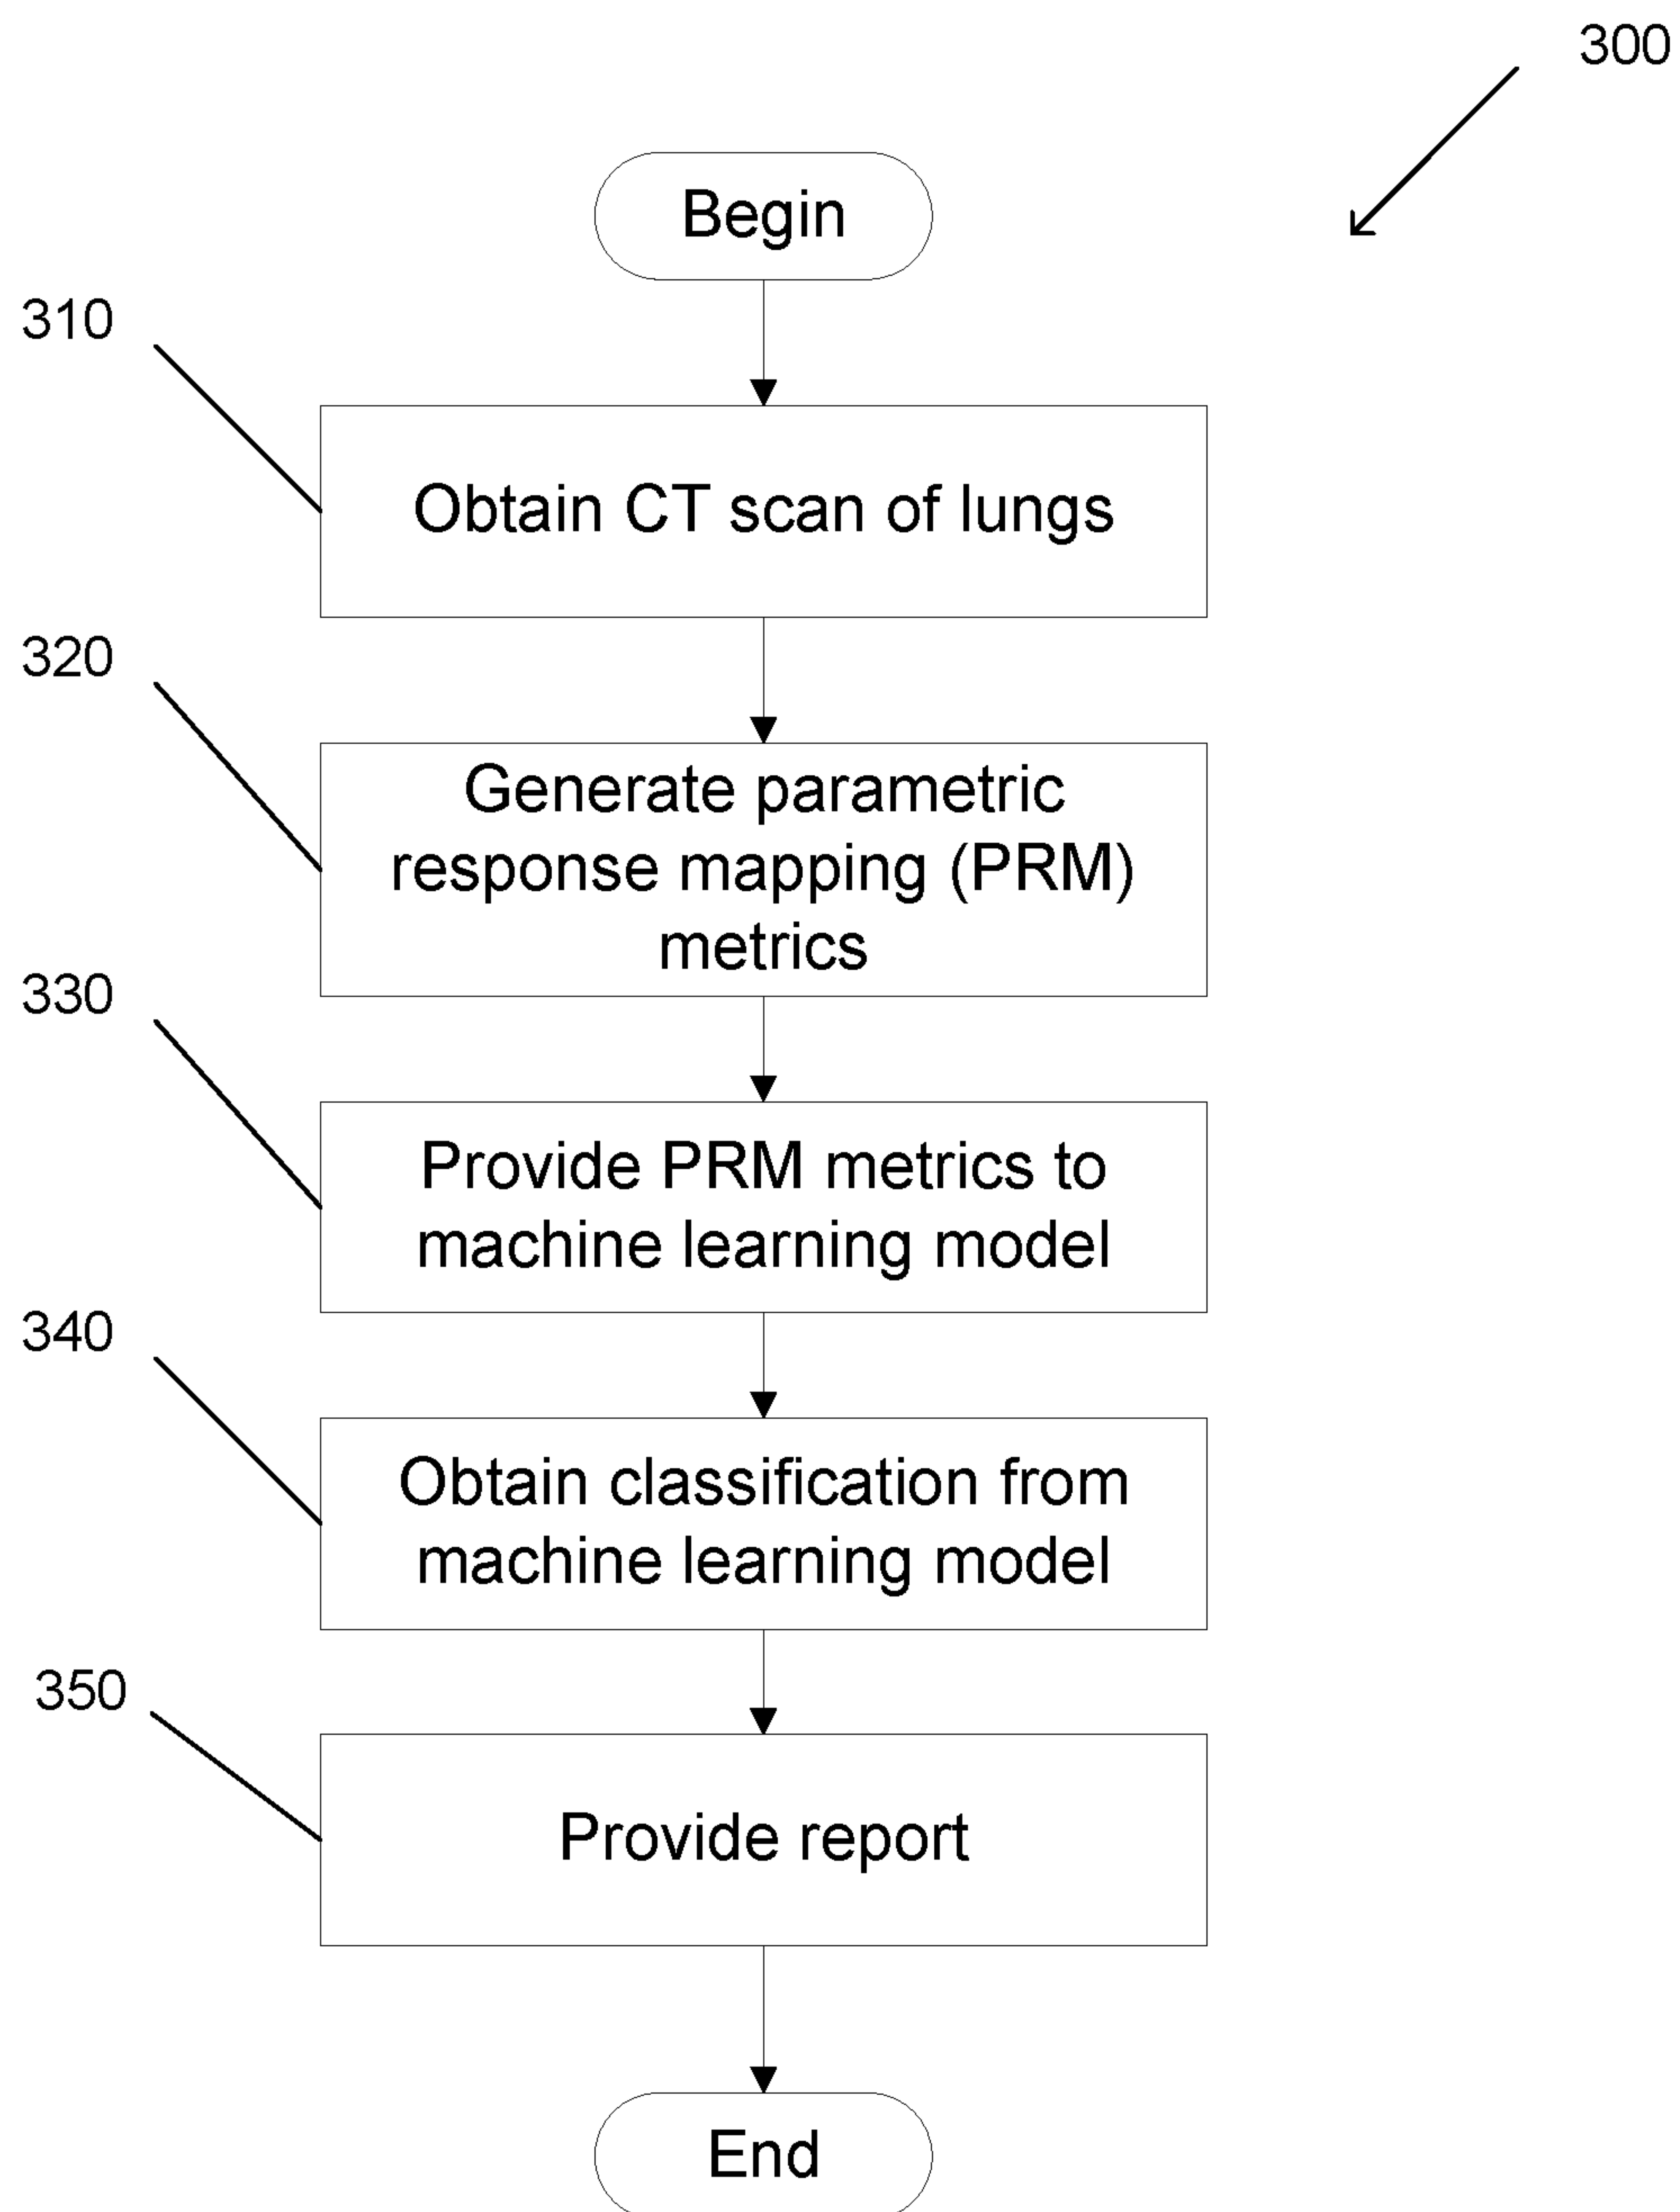 300
Begin
310
Obtain CT scan of lungs
320
Generate parametric
response mapping (PRM)
metrics
330
Provide PRM metrics to
machine learning model
340
Obtain classification from
machine learning model
350
Provide report
End